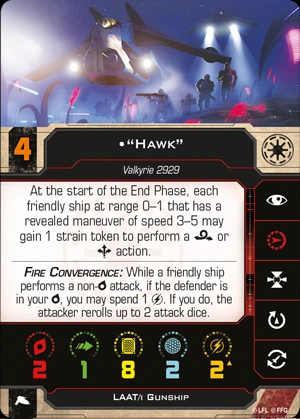 4
•“Hawk”
Valkyrie 2929
At the start of the End Phase, each
friendly ship at range 0–1 that has a
revealed maneuver of speed 3–5 may
gain 1 strain token to perform a or
action.
Fire Convergence: While a friendly ship
performs a non- attack, if the defender is
in your , you may spend 1 . If you do, the
attacker rerolls up to 2 attack dice.
2 1 8 2 2
LAAT/i Gunship
©LFL ©FFG